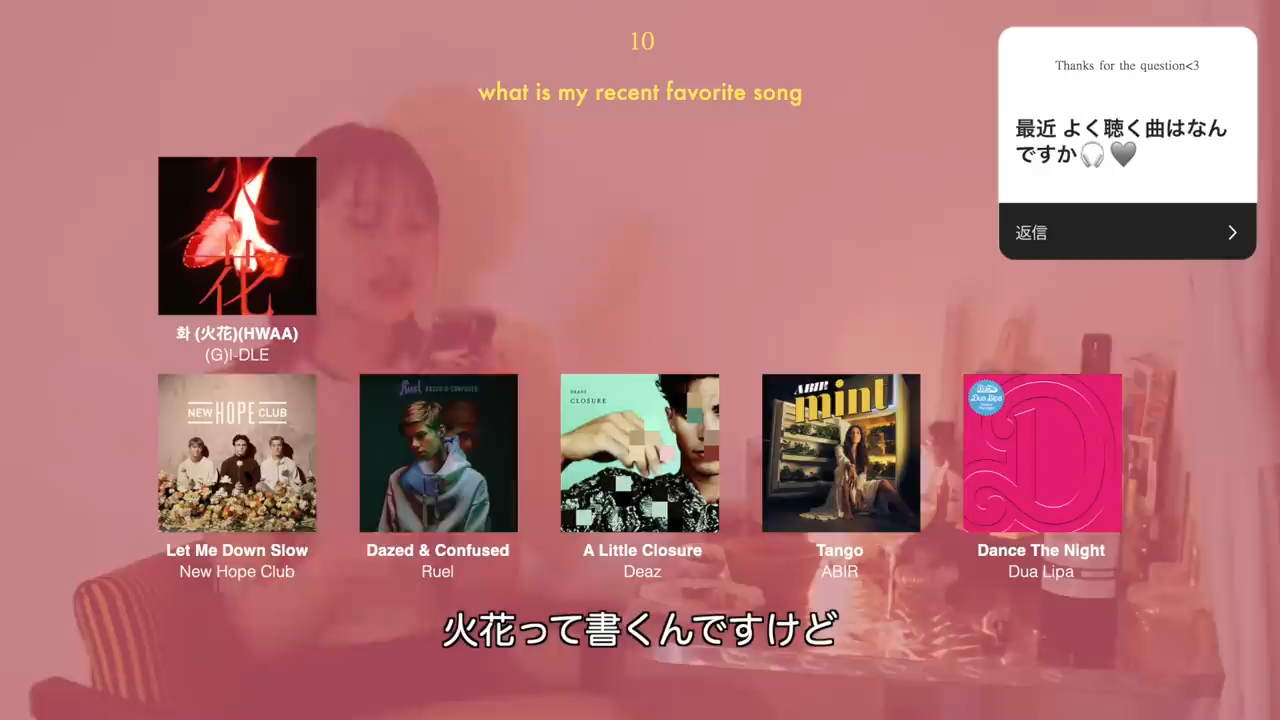 10
what is my recent favorite song
Thanks for the question<3
最近 よく聴く曲はなん
ですか🎧🖤
返信
火花
화 (火花)(HWAA)
(G)I-DLE
NEW HOPE CLUB
Let Me Down Slow
New Hope Club
Ruel DAZED & CONFUSED
Dazed & Confused
Ruel
DEAZE
CLOSURE
A Little Closure
Deaz
ABIR
mint
Tango
ABIR
Dua Lipa
D
Dance The Night
Dua Lipa
火花って書くんですけど